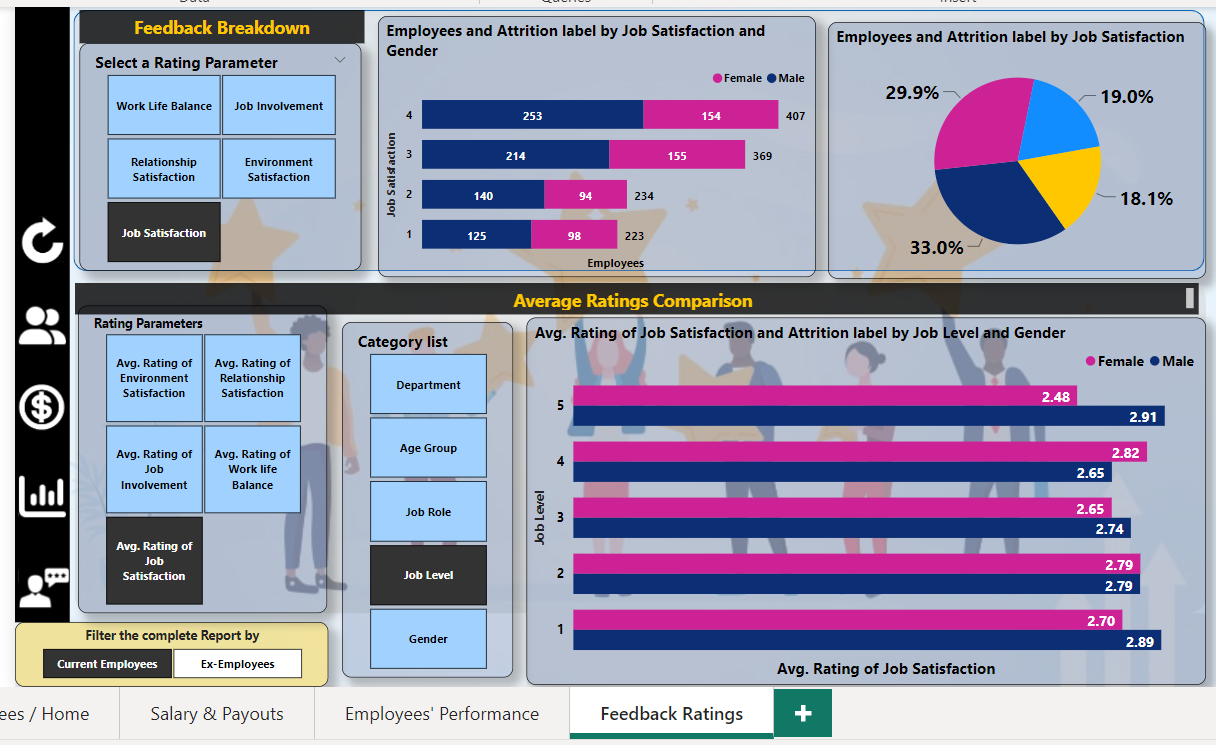 Feedback Breakdown
Select a Rating Parameter
Work Life Balance
Job Involvement
Relationship
Satisfaction
Environment
Satisfaction
Job Satisfaction
Employees and Attrition label by Job Satisfaction and
Gender
Female Male
Job Satisfaction
4 253 154 407
3 214 155 369
2 140 94 234
1 125 98 223
Employees
Employees and Attrition label by Job Satisfaction
29.9%
19.0%
18.1%
33.0%
Average Ratings Comparison
Rating Parameters
Avg. Rating of
Environment
Satisfaction
Avg. Rating of
Relationship
Satisfaction
Avg. Rating of
Job
Involvement
Avg. Rating of
Work life
Balance
Avg. Rating of
Job
Satisfaction
Category list
Department
Age Group
Job Role
Job Level
Gender
Avg. Rating of Job Satisfaction and Attrition label by Job Level and Gender
Female Male
Job Level
5 2.48
2.91
4 2.82
2.65
3 2.65
2.74
2 2.79
2.79
1 2.70
2.89
Avg. Rating of Job Satisfaction
Filter the complete Report by
Current Employees
Ex-Employees
ees / Home
Salary & Payouts
Employees' Performance
Feedback Ratings
+